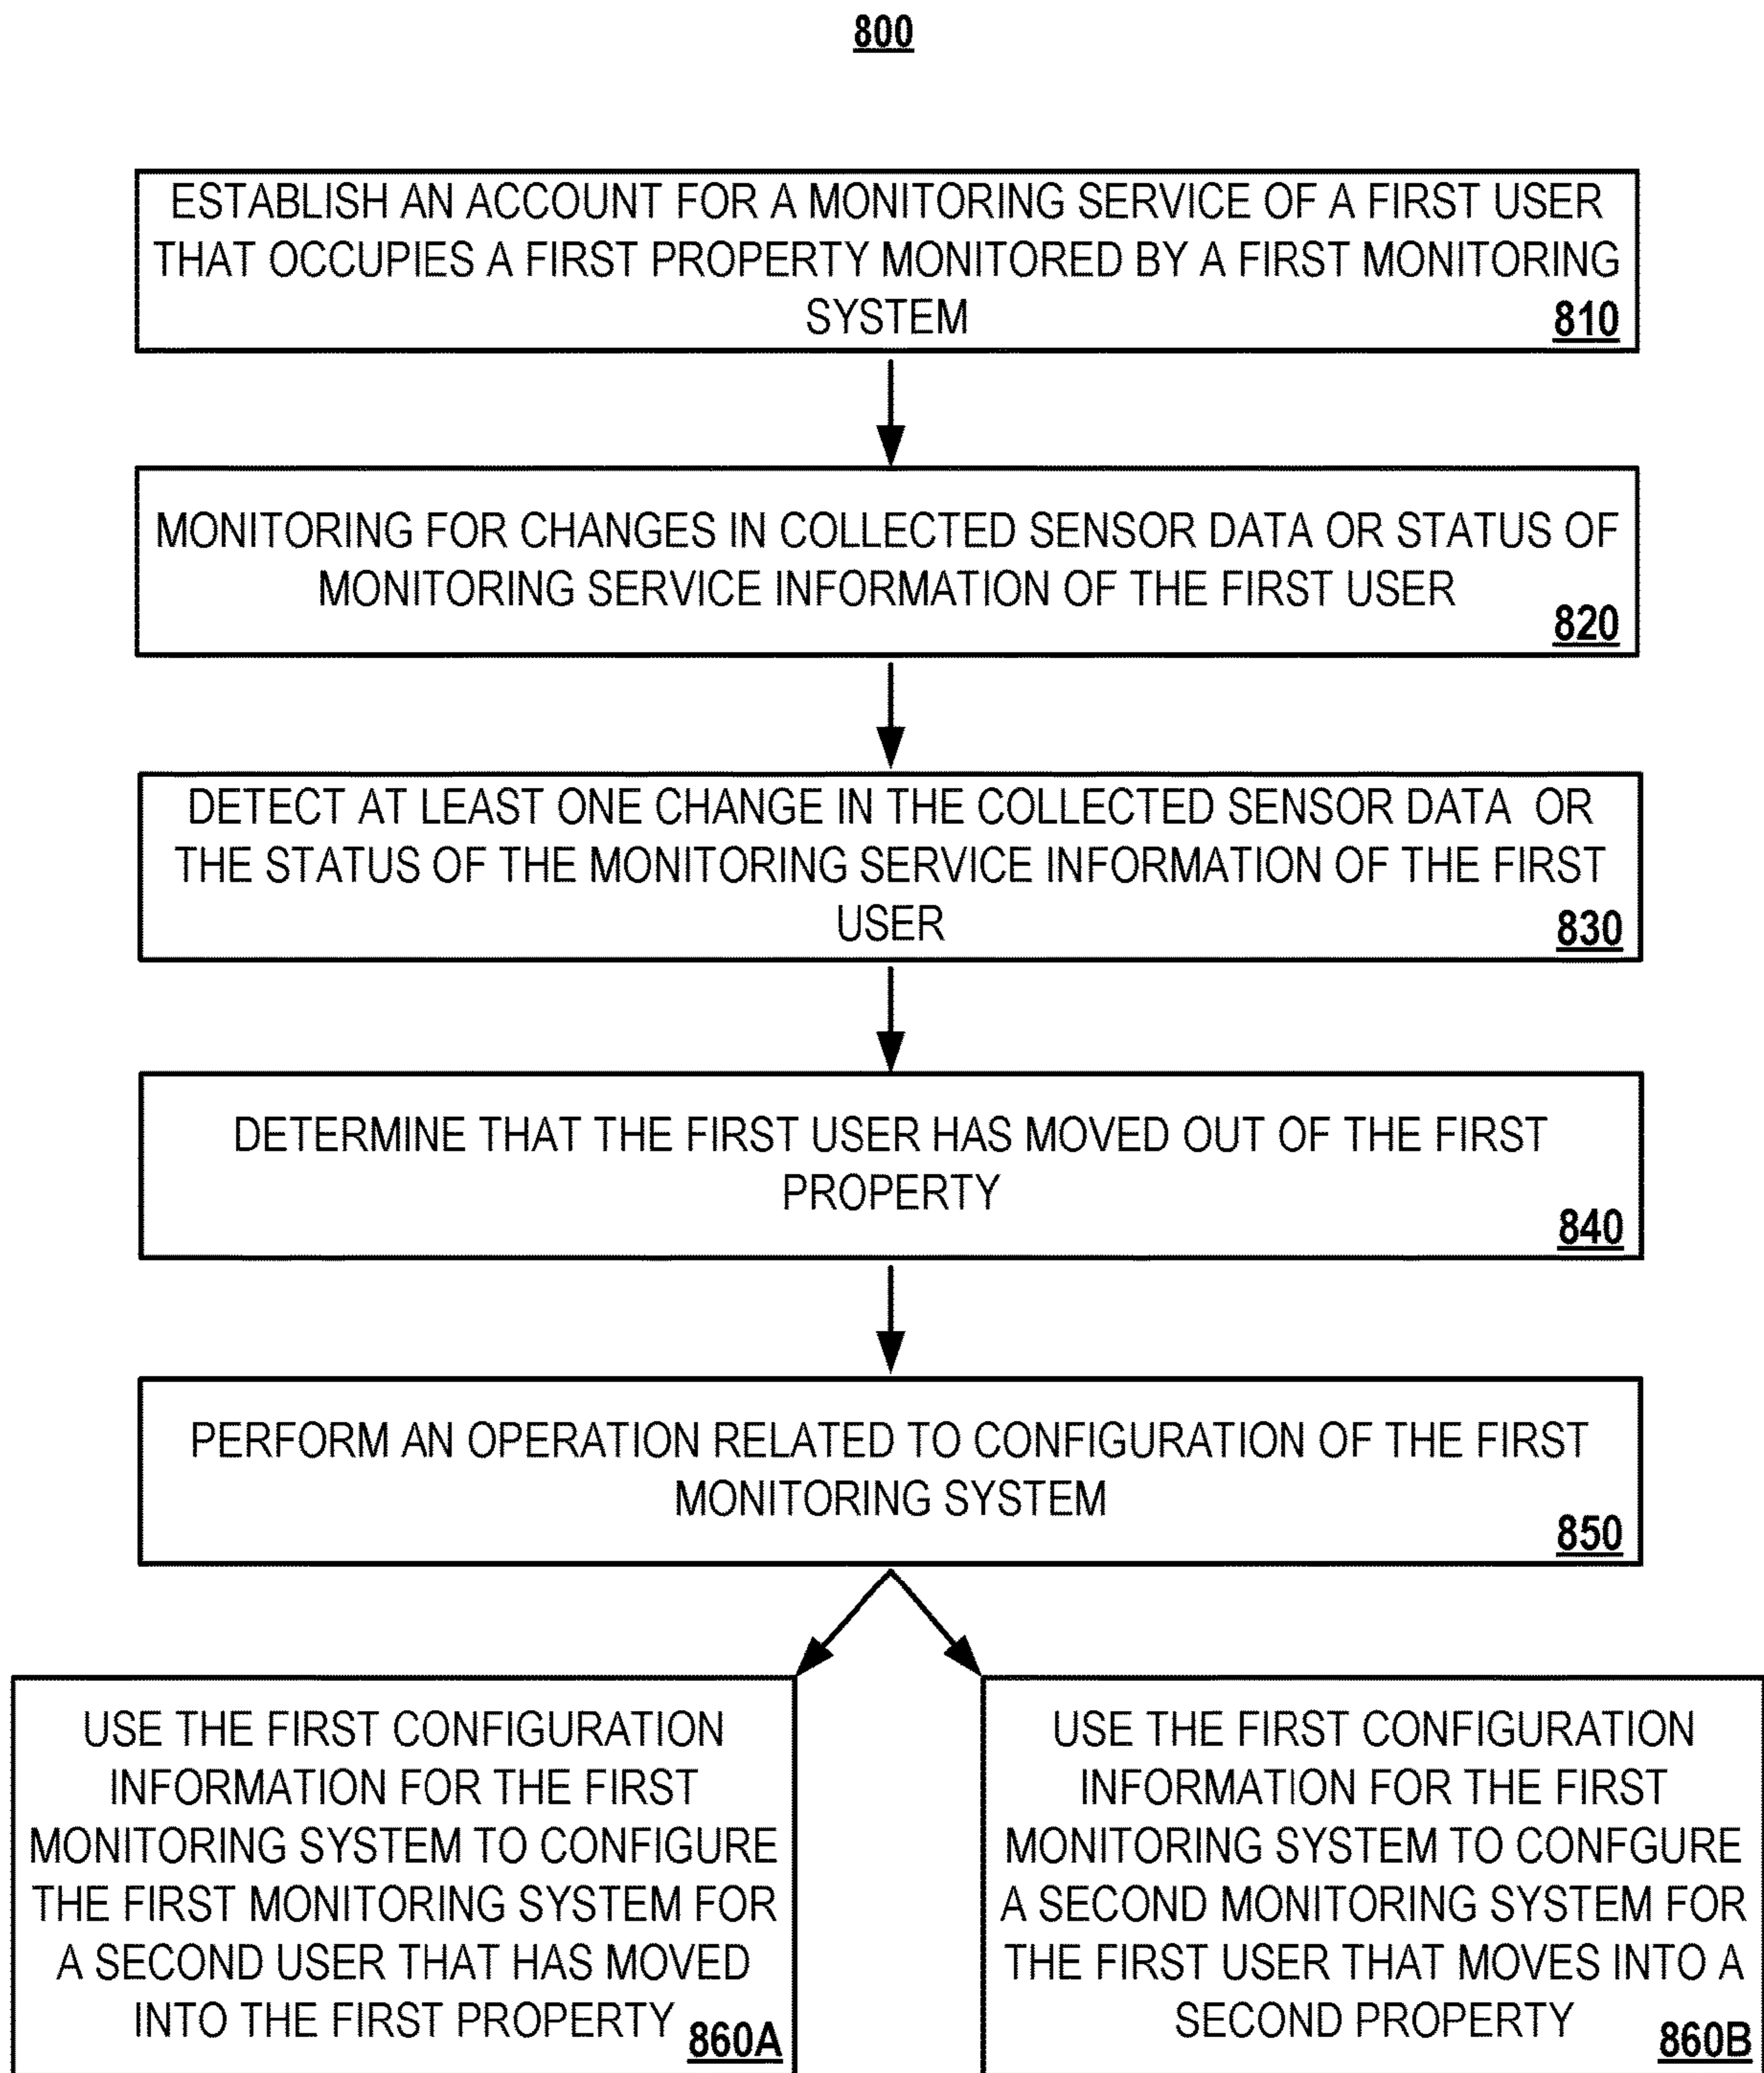 800
ESTABLISH AN ACCOUNT FOR A MONITORING SERVICE OF A FIRST USER
THAT OCCUPIES A FIRST PROPERTY MONITORED BY A FIRST MONITORING
SYSTEM
810
MONITORING FOR CHANGES IN COLLECTED SENSOR DATA OR STATUS OF
MONITORING SERVICE INFORMATION OF THE FIRST USER
820
DETECT AT LEAST ONE CHANGE IN THE COLLECTED SENSOR DATA OR
THE STATUS OF THE MONITORING SERVICE INFORMATION OF THE FIRST
USER
830
DETERMINE THAT THE FIRST USER HAS MOVED OUT OF THE FIRST
PROPERTY
840
PERFORM AN OPERATION RELATED TO CONFIGURATION OF THE FIRST
MONITORING SYSTEM
850
USE THE FIRST CONFIGURATION
INFORMATION FOR THE FIRST
MONITORING SYSTEM TO CONFIGURE
THE FIRST MONITORING SYSTEM FOR
A SECOND USER THAT HAS MOVED
INTO THE FIRST PROPERTY
860A
USE THE FIRST CONFIGURATION
INFORMATION FOR THE FIRST
MONITORING SYSTEM TO CONFGURE
A SECOND MONITORING SYSTEM FOR
THE FIRST USER THAT MOVES INTO A
SECOND PROPERTY
860B